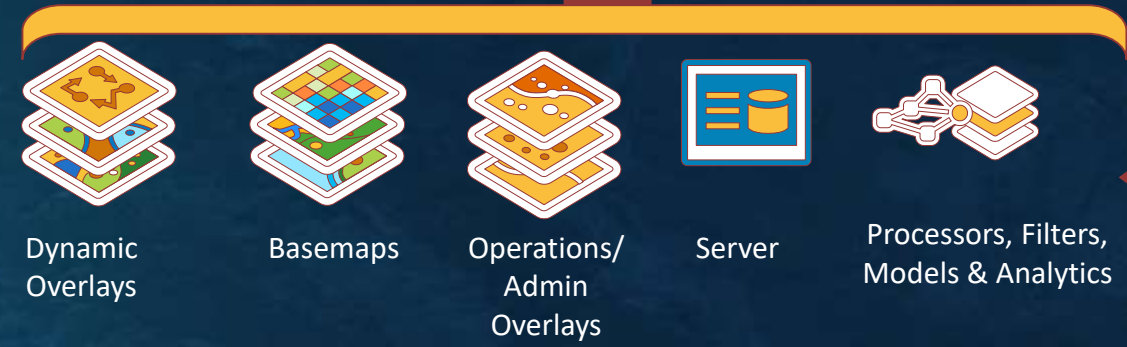 Dynamic
Overlays
Basemaps
Operations/
Admin
Overlays
Server
Processors, Filters,
Models & Analytics